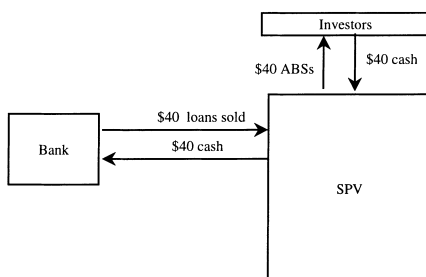 Investors
$40 ABSs
$40 cash
$40 loans sold
$40 cash
Bank
SPV